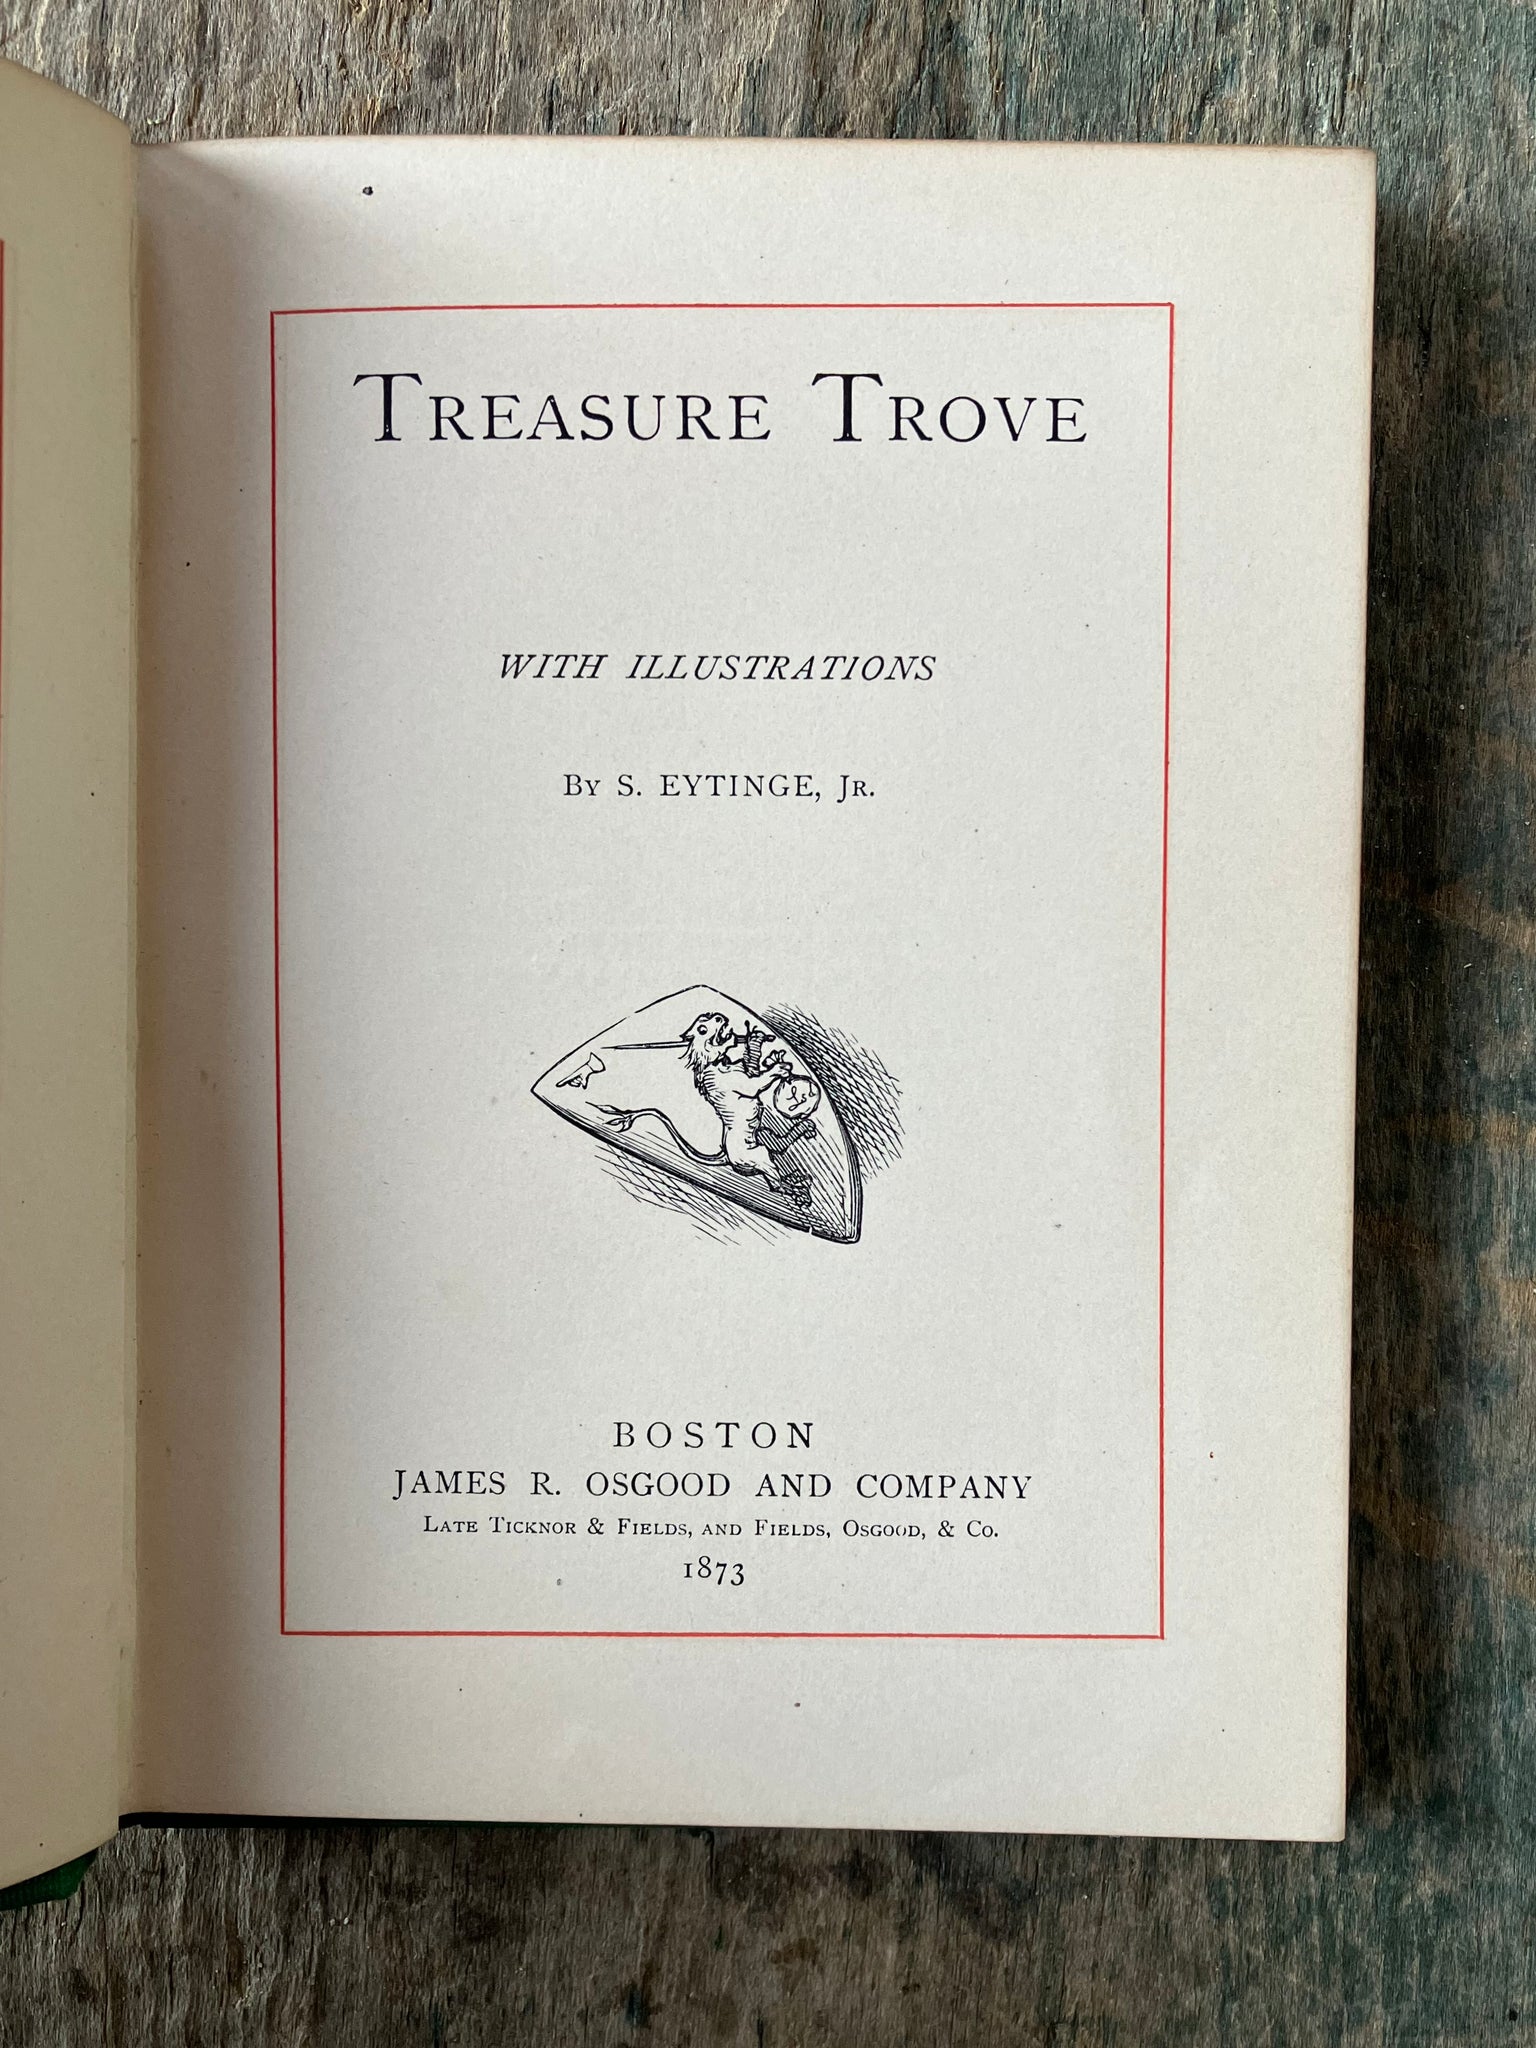 TREASURE TROVE
WITH ILLUSTRATIONS
BY S. EYTINGE, JR.
BOSTON
JAMES R. OSGOOD AND COMPANY
LATE TICKNOR & FIELDS, AND FIELDS, OSGOOD, & CO.
1873